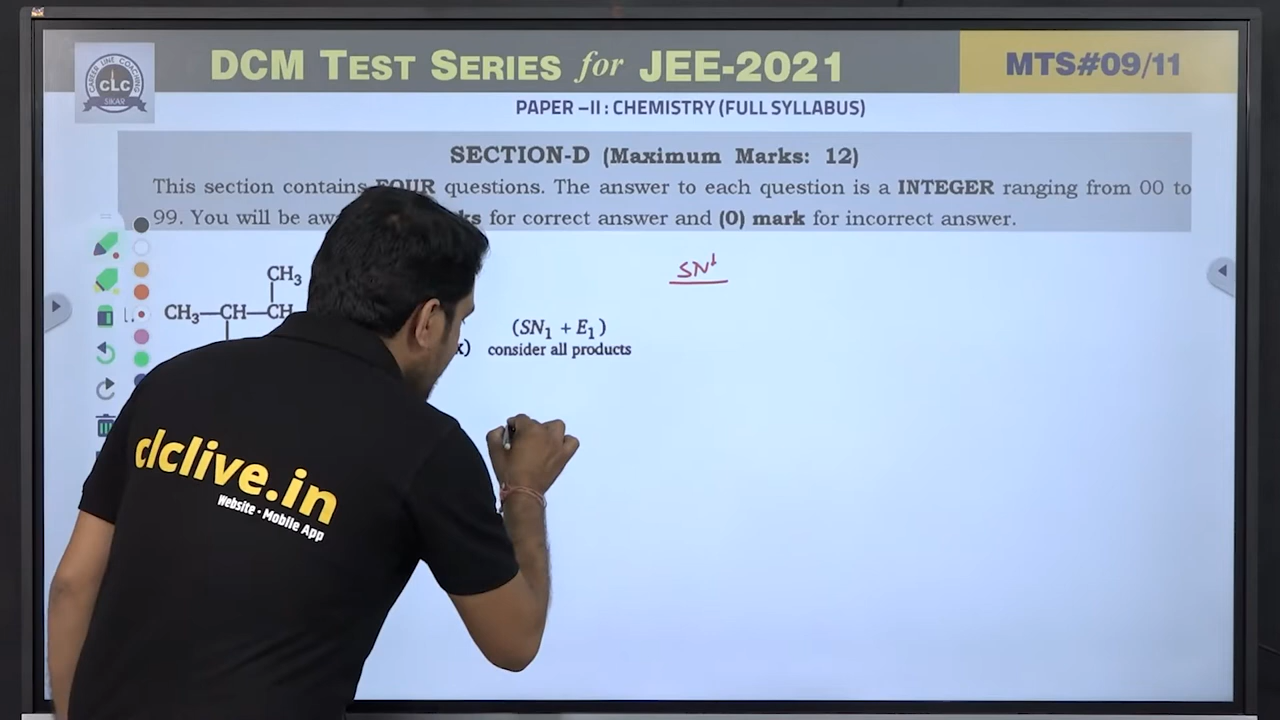 DCM TEST SERIES for JEE-2021
MTS#09/11
CAREER LINE COACHING
CLC
SIKAR
PAPER –II : CHEMISTRY (FULL SYLLABUS)
SECTION-D (Maximum Marks: 12)
This section contains FOUR questions. The answer to each question is a INTEGER ranging from 00 to
99. You will be for correct answer and (0) mark for incorrect answer.
SN¹
CH₃
CH₃—CH—CH
(SN₁ + E₁)
x) consider all products
clclive.in
Website · Mobile App